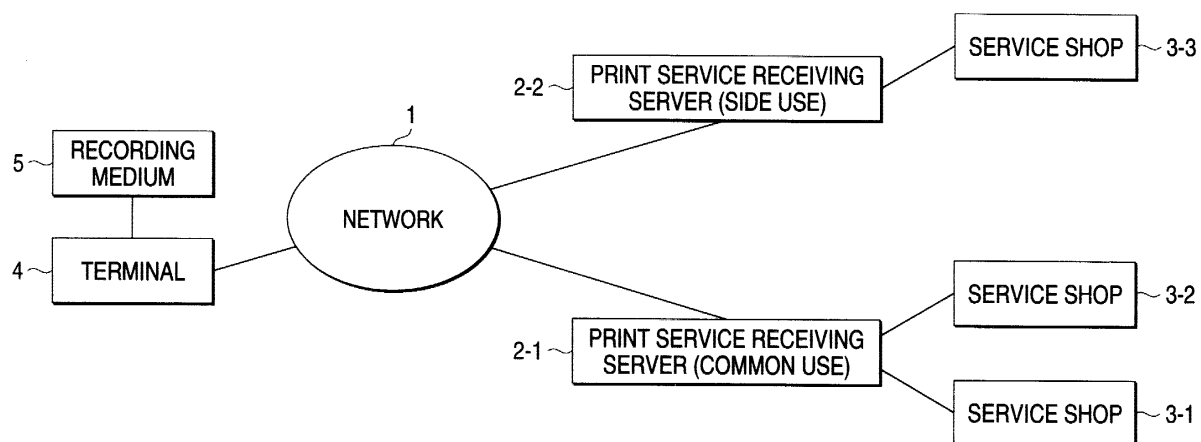 SERVICE SHOP
3-3
2-2
PRINT SERVICE RECEIVING
SERVER (SIDE USE)
1
5
RECORDING
MEDIUM
NETWORK
4
TERMINAL
SERVICE SHOP
3-2
2-1
PRINT SERVICE RECEIVING
SERVER (COMMON USE)
SERVICE SHOP
3-1